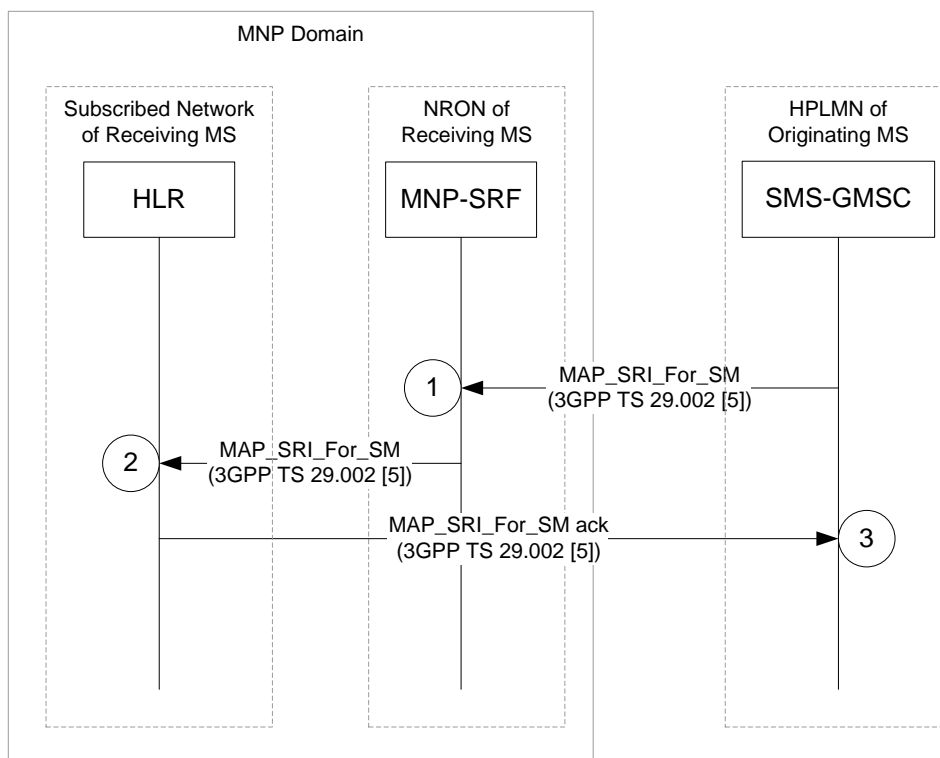 MNP Domain
Subscribed Network
of Receiving MS
NRON of
Receiving MS
HPLMN of
Originating MS
HLR
MNP-SRF
SMS-GMSC
1
MAP_SRI_For_SM
(3GPP TS 29.002 [5])
2
MAP_SRI_For_SM
(3GPP TS 29.002 [5])
MAP_SRI_For_SM ack
(3GPP TS 29.002 [5])
3